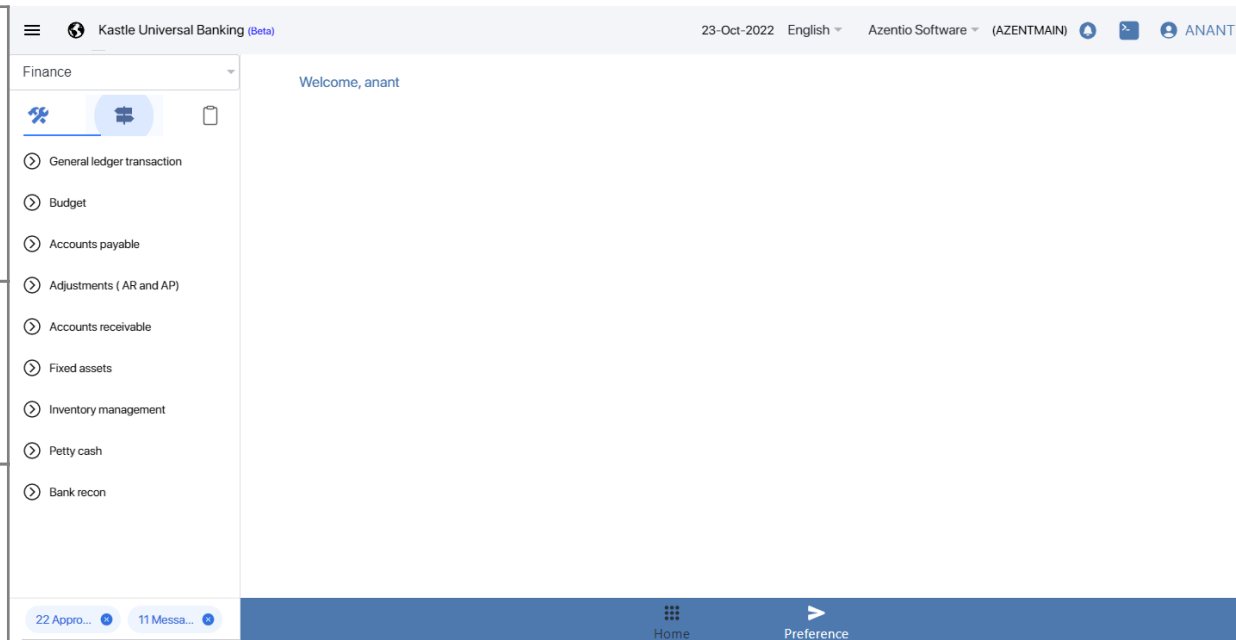 Kastle Universal Banking (Beta) 23-Oct-2022 English Azentio Software (AZENTMAIN) ANANT
Finance
Welcome, anant
General ledger transaction
Budget
Accounts payable
Adjustments ( AR and AP)
Accounts receivable
Fixed assets
Inventory management
Petty cash
Bank recon
22 Appro... 11 Messa...
Home Preference